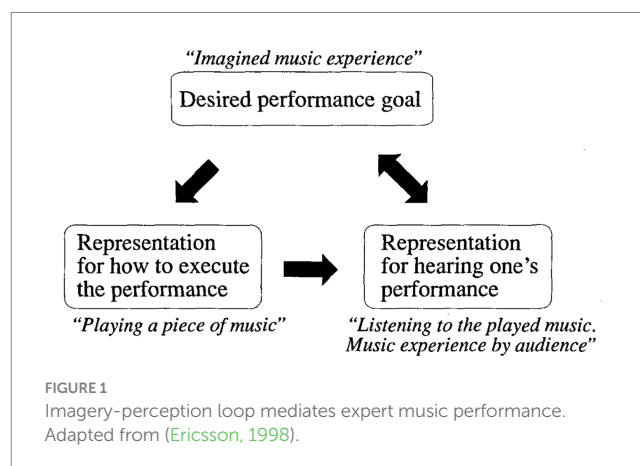 “Imagined music experience”
Desired performance goal
Representation
for how to execute
the performance
“Playing a piece of music”
Representation
for hearing one's
performance
“Listening to the played music.
Music experience by audience”
FIGURE 1
Imagery-perception loop mediates expert music performance.
Adapted from (Ericsson, 1998).